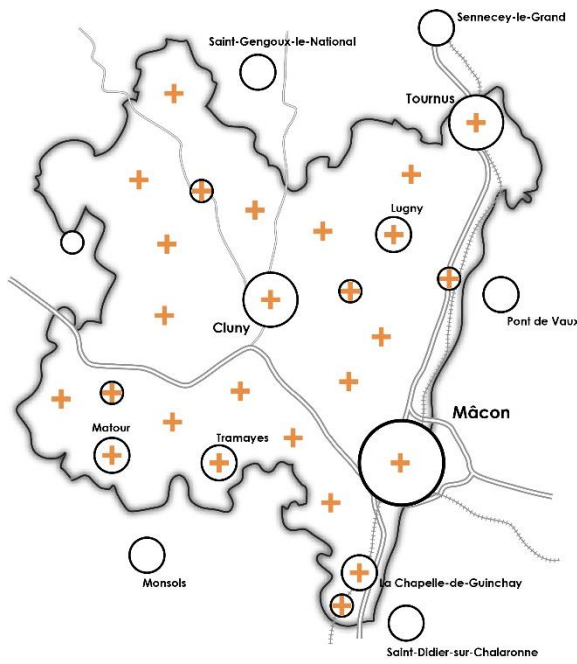 Sennecey-le-Grand
Saint-Gengoux-le-National
Tournus
Lugny
Pont de Vaux
Cluny
Mâcon
Matour
Tramayes
Monsols
La Chapelle-de-Guinchay
Saint-Didier-sur-Chalaronne